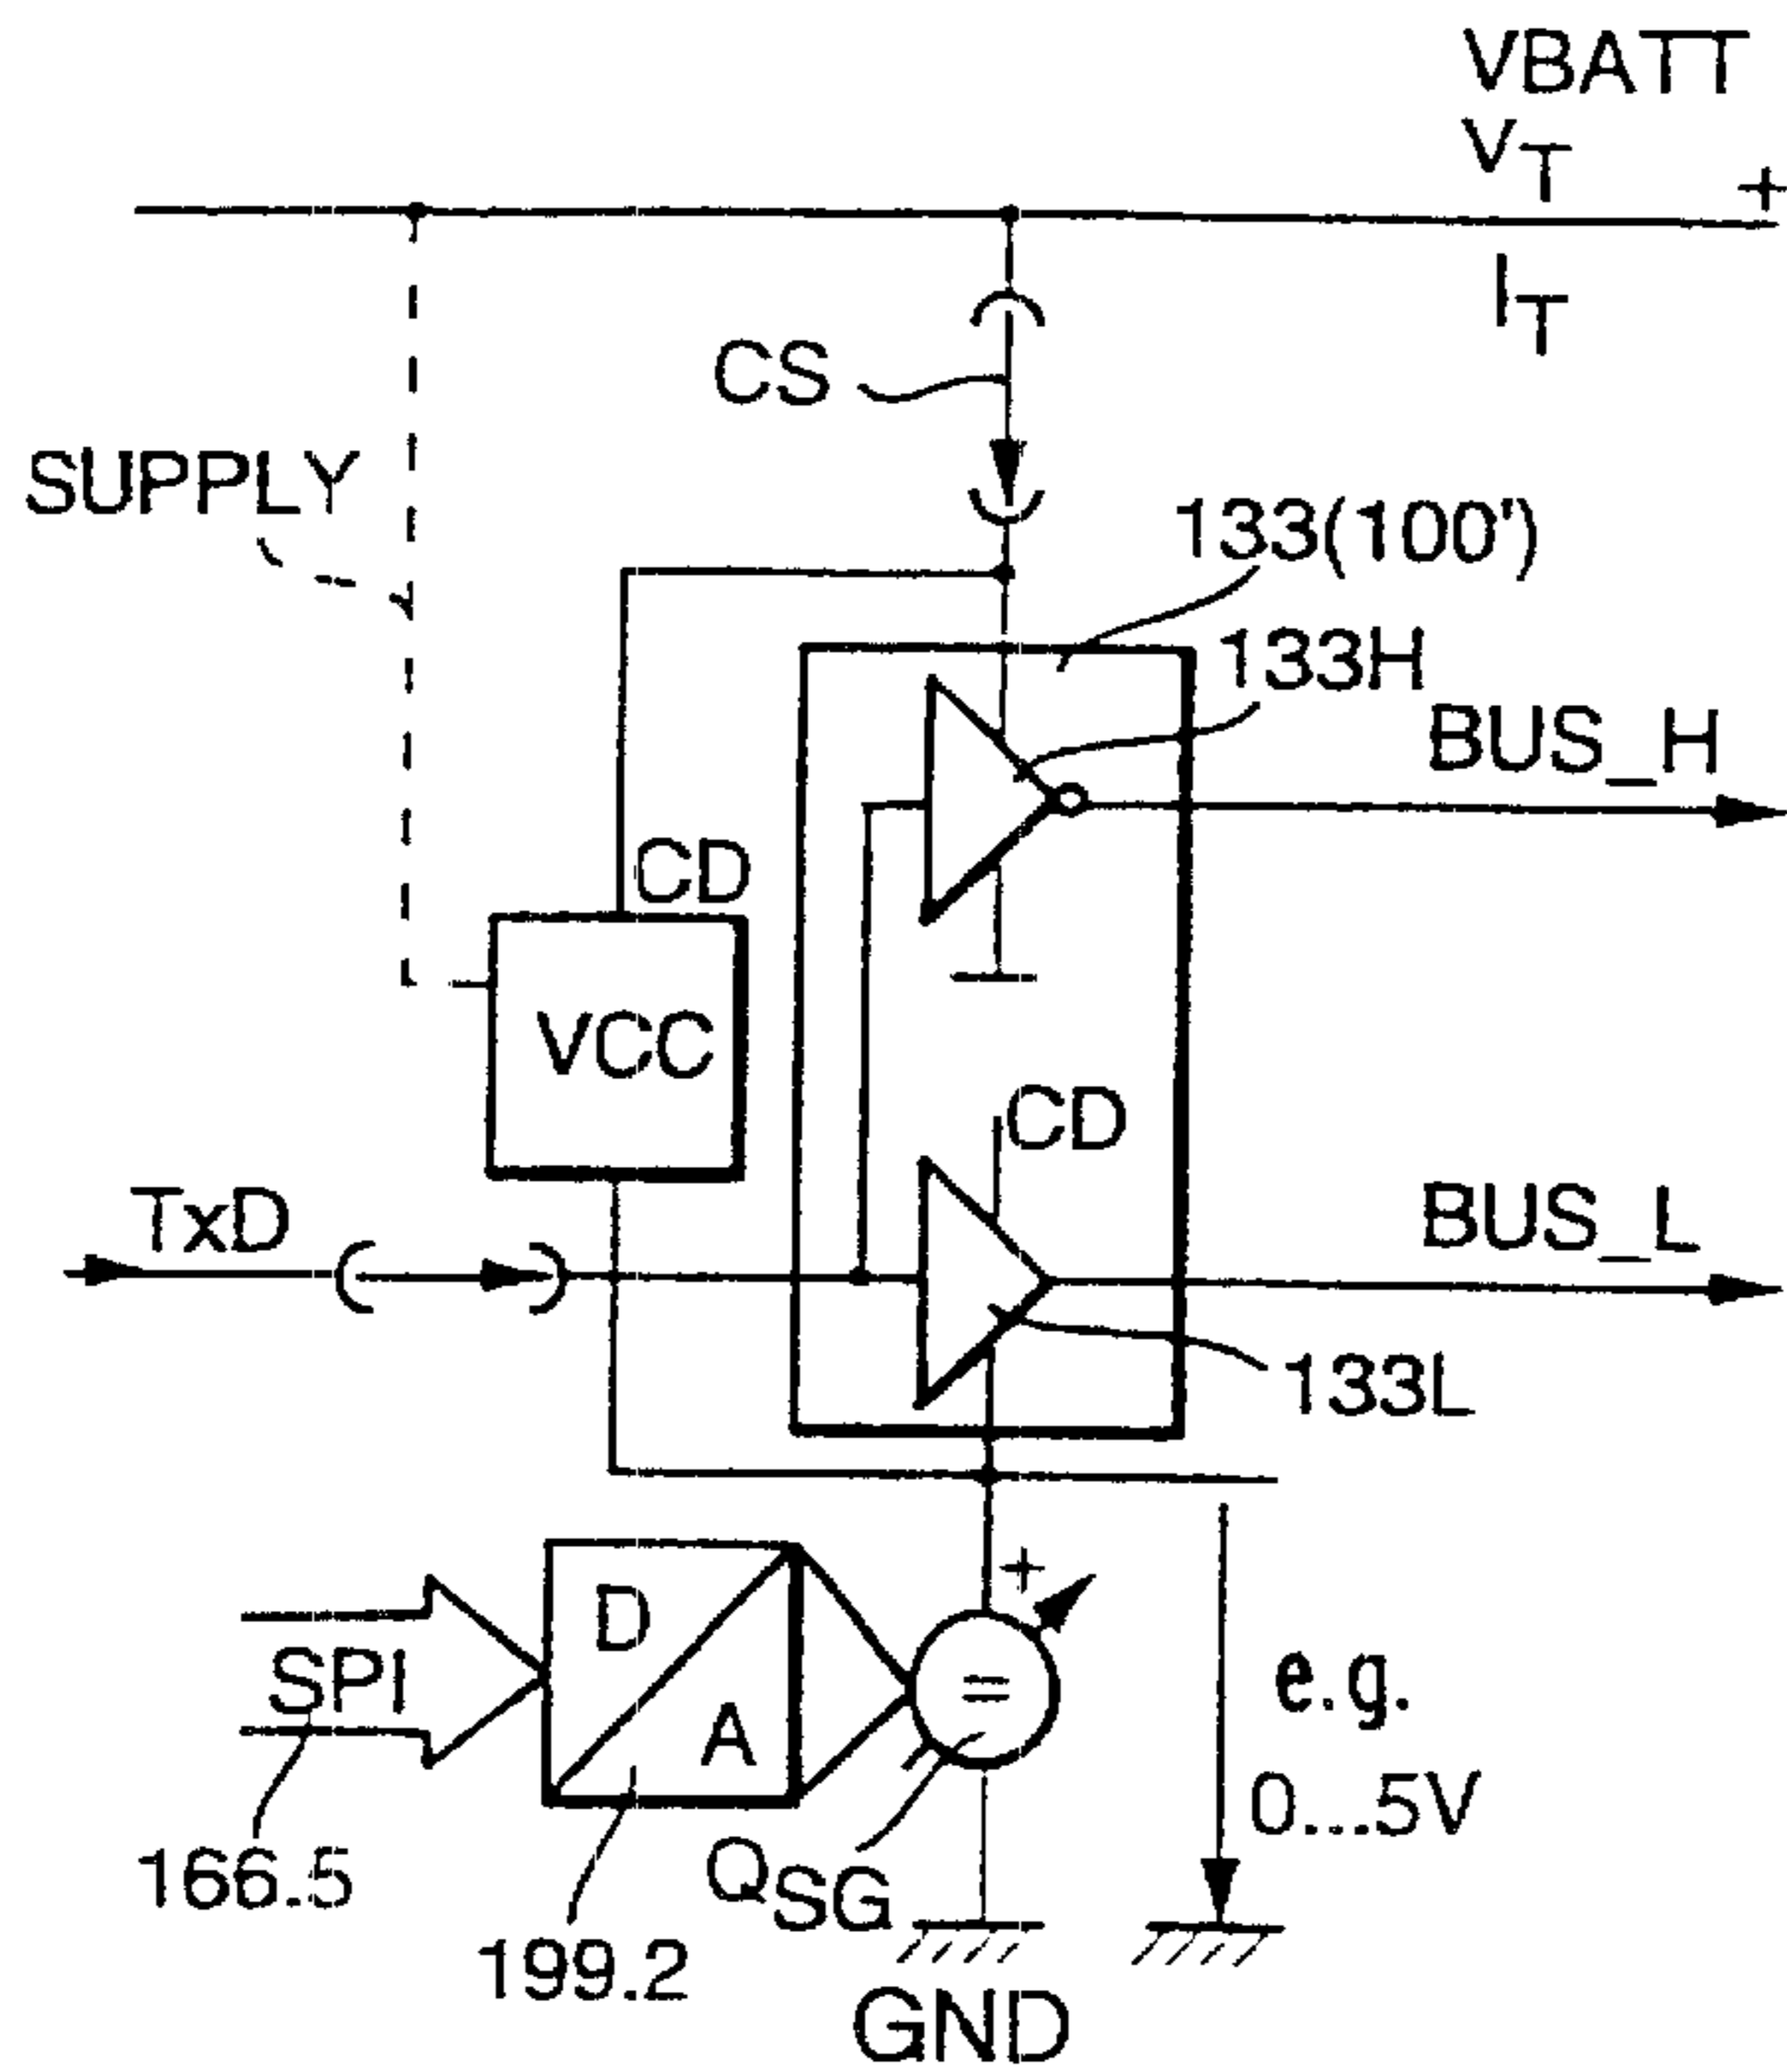 VBATT
VT
+
IT
CS
SUPPLY
133(100')
133H
BUS_H
CD
VCC
CD
TxD
BUS_L
133L
+
D
SPI
=
e.g.
A
0...5V
166.5
QSG
199.2
GND